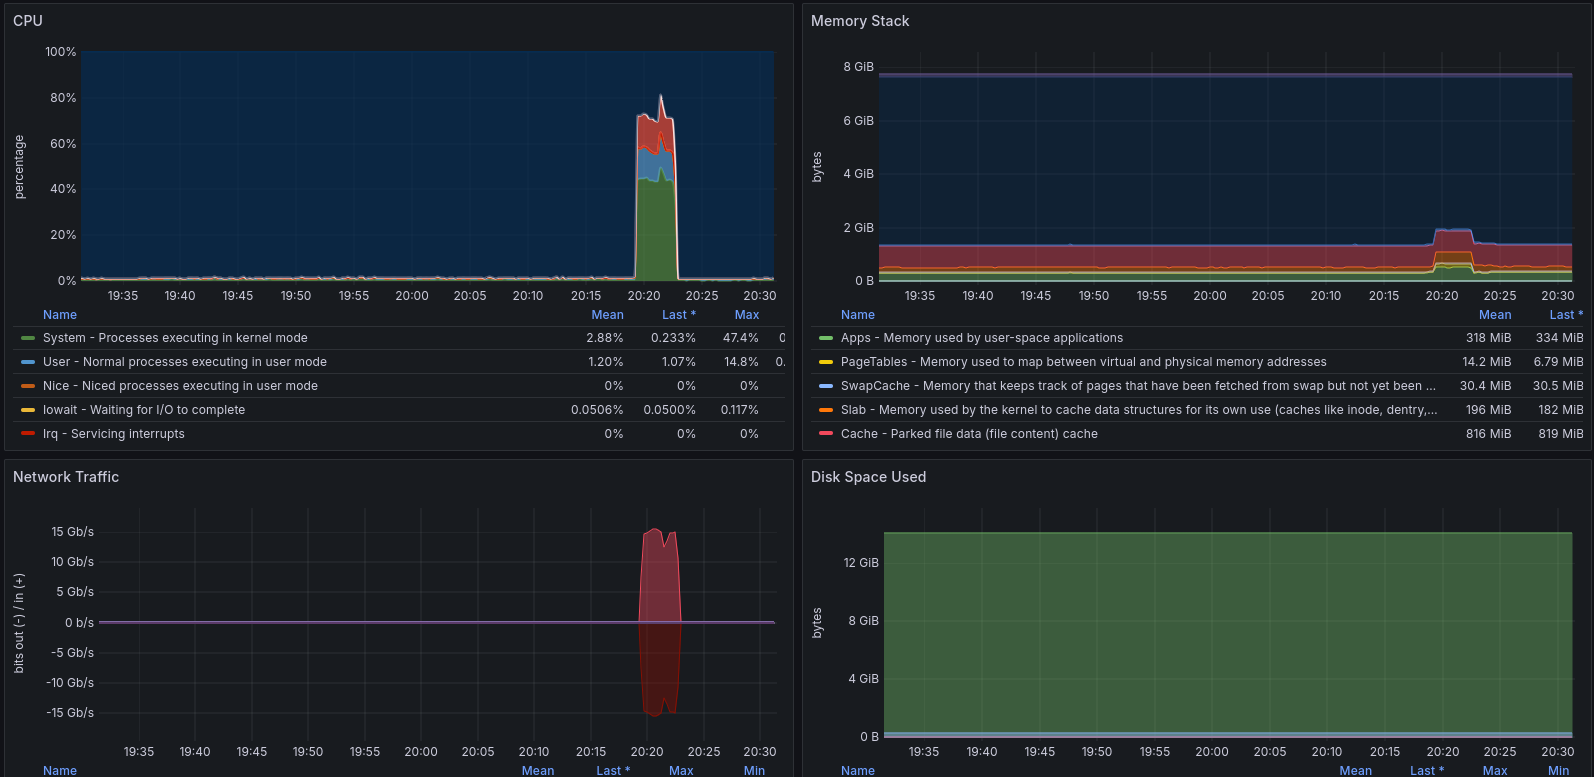 CPU
100%
80%
60%
40%
20%
0%
percentage
19:35 19:40 19:45 19:50 19:55 20:00 20:05 20:10 20:15 20:20 20:25 20:30
Name Mean Last * Max
System - Processes executing in kernel mode 2.88% 0.233% 47.4% 0
User - Normal processes executing in user mode 1.20% 1.07% 14.8% 0.
Nice - Niced processes executing in user mode 0% 0% 0%
Iowait - Waiting for I/O to complete 0.0506% 0.0500% 0.117%
Irq - Servicing interrupts 0% 0% 0%
Memory Stack
8 GiB
6 GiB
4 GiB
2 GiB
0 B
bytes
19:35 19:40 19:45 19:50 19:55 20:00 20:05 20:10 20:15 20:20 20:25 20:30
Name Mean Last *
Apps - Memory used by user-space applications 318 MiB 334 MiB
PageTables - Memory used to map between virtual and physical memory addresses 14.2 MiB 6.79 MiB
SwapCache - Memory that keeps track of pages that have been fetched from swap but not yet been ... 30.4 MiB 30.5 MiB
Slab - Memory used by the kernel to cache data structures for its own use (caches like inode, dentry,... 196 MiB 182 MiB
Cache - Parked file data (file content) cache 816 MiB 819 MiB
Network Traffic
15 Gb/s
10 Gb/s
5 Gb/s
0 b/s
-5 Gb/s
-10 Gb/s
-15 Gb/s
bits out (-) / in (+)
19:35 19:40 19:45 19:50 19:55 20:00 20:05 20:10 20:15 20:20 20:25 20:30
Name Mean Last * Max Min
Disk Space Used
12 GiB
8 GiB
4 GiB
0 B
bytes
19:35 19:40 19:45 19:50 19:55 20:00 20:05 20:10 20:15 20:20 20:25 20:30
Name Mean Last * Max Min